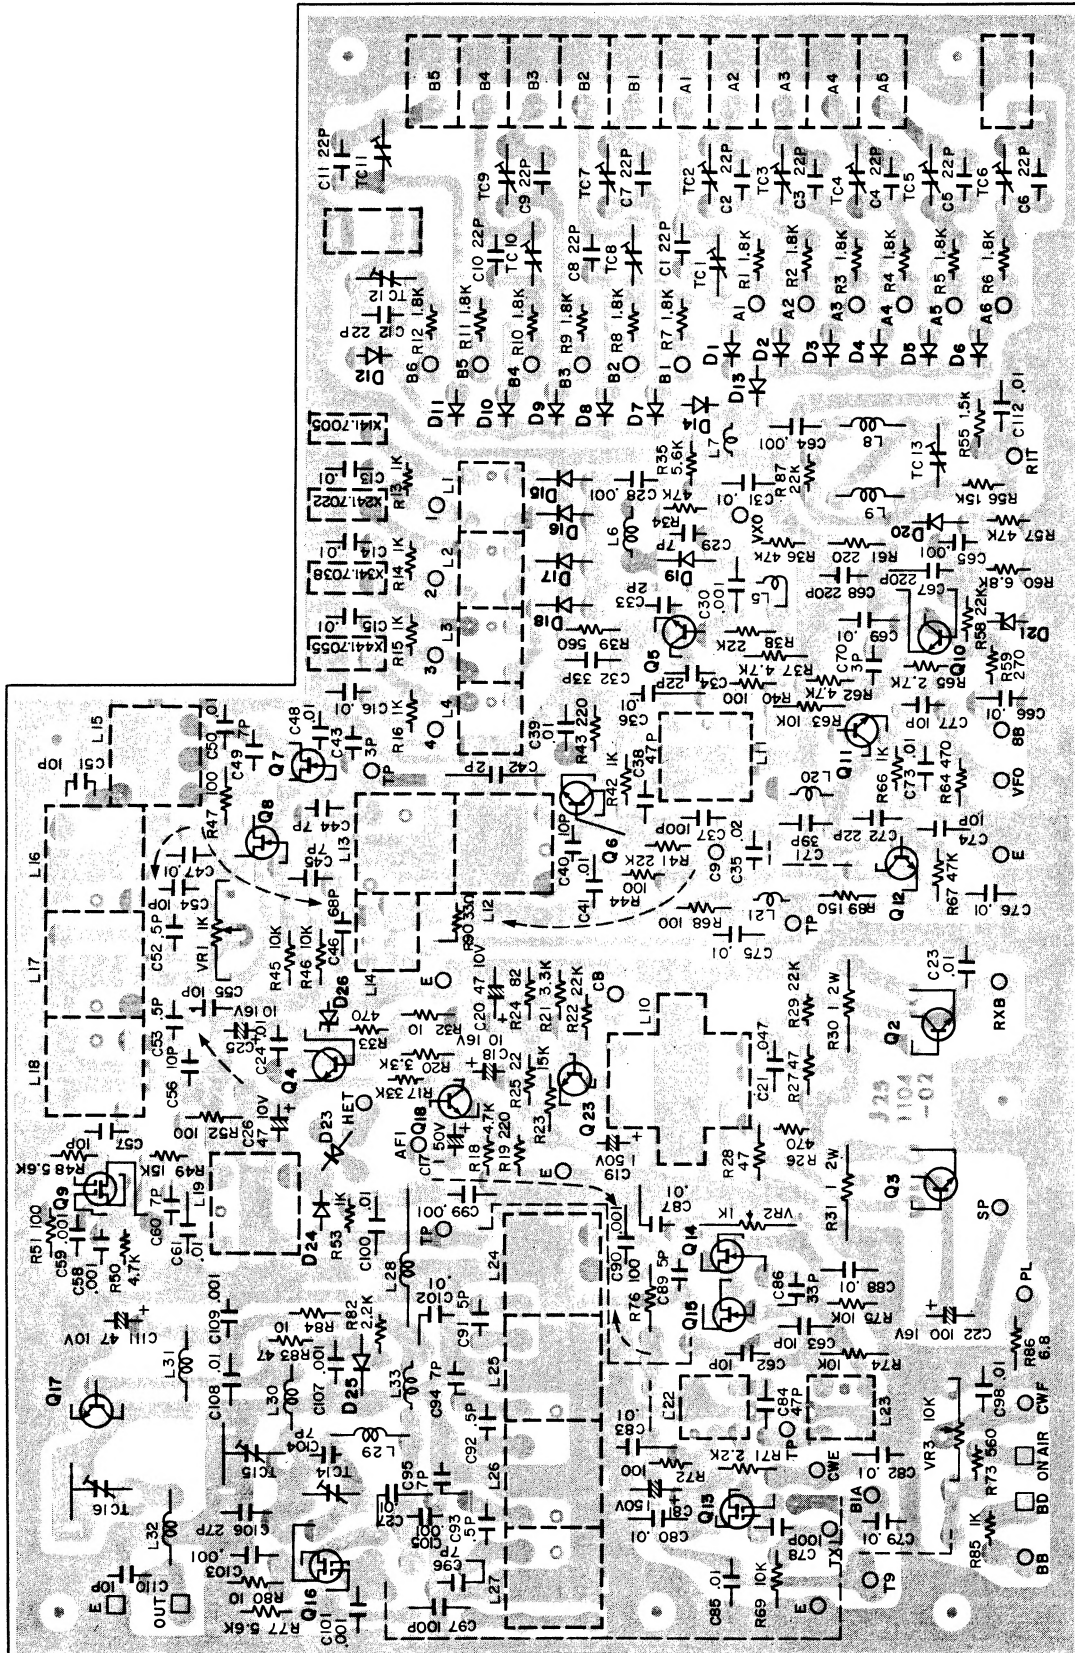 B5
B4
B3
B2
B1
A1
A2
A3
A4
A5
C11 22P
TC11
TC9
C9 22P
TC7
C7 22P
TC2
C2 22P
TC3
C3 22P
TC4
C4 22P
TC5
C5 22P
TC6
C6 22P
TC12
C12 22P
C10 22P
TC10
C8 22P
TC8
C1 22P
TC1
R12 1.8K
R11 1.8K
R10 1.8K
R9 1.8K
R8 1.8K
R7 1.8K
R1 1.8K
R2 1.8K
R3 1.8K
R4 1.8K
R5 1.8K
R6 1.8K
D12
B6
B5
B4
B3
B2
B1
A1
A2
A3
A4
A5
A6
D11
D10
D9
D8
D7
D1
D2
D3
D4
D5
D6
D13
D14
X141.7005
X241.7022
X341.7038
X441.7055
C13 .01
C14 .01
C15 .01
C16 .01
R13 1K
R14 1K
R15 1K
R16 1K
1
2
3
4
L1
L2
L3
L4
D15
D16
D17
D18
L6
C28 .001
R35 5.6K
L7
C64 .001
L8
R55 1.5K
C112 .01
RIT
TC13
R34 47K
C31 .01
R87 22K
L9
R56 15K
C29 7P
VXO
R36 47K
R61 220
D20
C65 .001
R57 47K
D19
C33 2P
C30 .001
L5
C68 220P
C67 220P
R60 6.8K
R39 560
Q5
R38 22K
C69 .01
Q10
R58 22K
D21
C32 33P
C34 22P
R37 4.7K
C70 3P
R65 2.7K
R59 270
C36 .01
R40 100
R62 4.7K
R63 10K
C77 10P
C66 .01
8B
C39 .01
R43 220
L11
Q11
C42 2P
R42 1K
C38 47P
L20
R66 1K
C73 .01
R64 470
VFO
Q6
C40 10P
C37 100P
C35 .02
C71 39P
C72 22P
C74 10P
E
C41 .01
R44 100
R41 22K
C9
Q12
R67 47K
R68 100
L21
R89 150
C76 .01
TP
C75 .01
C51 10P
L15
C50 .01
C49 7P
C48 .01
Q7
C43 3P
TP
R47 100
Q8
C44 7P
C45 7P
L13
L16
L17
L18
C47 .01
C54 10P
C52 .5P
VR1 1K
R45 10K
R46 10K
C46 68P
L14
R90 33Ω
L12
C55 10P
C53 .5P
C25 10 16V
C24 .01
D26
R33 470
E
R32 10
C20 47 10V
R24 82
R21 3.3K
R22 22K
CB
L10
C56 10P
Q4
R20 3.3K
C18 10 16V
R17 33K
R25 22
R23 15K
Q23
C21 .047
R29 22K
R27 47
R30 1 2W
Q2
C23 .01
RXB
C57 10P
R52 100
C26 47 10V
D23
HET
Q18
AF1
C17 1 50V
R18 4.7K
R19 220
E
C19 1 50V
R28 47
R26 470
J25
1104
-02
R31 1 2W
Q3
SP
R48 5.6K
R49 15K
Q9
R51 100
C59 .001
C58 .001
R50 4.7K
C60 7P
C61 .01
L19
D24
R53 1K
C100 .01
C99 .001
TP
L24
C90 .001
R76 100
C87 .01
VR2 1K
Q14
C89 5P
Q15
C86 33P
C88 .01
R75 10K
C22 100 16V
PL
C111 47 10V
C109 .001
R84 10
R83 47
R82 2.2K
L28
C102 .01
C91 .5P
L25
C62 10P
C63 10P
R74 10K
R86 6.8
L31
Q17
C108 .01
L30
C107 .001
D25
L33
C94 7P
C92 .5P
L22
C84 47P
L23
VR3 10K
C98 .01
CWF
TC16
TC15
C104 7P
L29
TC14
C95 7P
L26
C83 .01
R72 100
R71 2.2K
TP
C82 .01
R73 560
ON AIR
L32
C106 27P
C27 .01
C105 .001
C93 .5P
C81 1 50V
C80 .01
Q13
CWE
BIA
C79 .01
BD
C110 10P
C103 .001
R80 10
Q16
C96 7P
L27
C78 100P
TXL
R85 1K
E
OUT
R77 5.6K
C101 .001
C97 100P
C85 .01
R69 10K
E
T9
BB